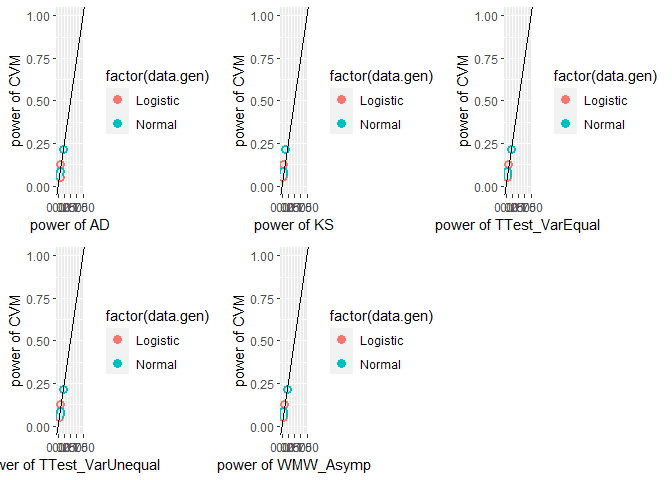 1.00
0.75
0.50
0.25
0.00
power of CVM
power of AD
factor(data.gen)
Logistic
Normal
1.00
0.75
0.50
0.25
0.00
power of CVM
power of KS
factor(data.gen)
Logistic
Normal
1.00
0.75
0.50
0.25
0.00
power of CVM
power of TTest_VarEqual
factor(data.gen)
Logistic
Normal
1.00
0.75
0.50
0.25
0.00
power of CVM
wer of TTest_VarUnequal
factor(data.gen)
Logistic
Normal
1.00
0.75
0.50
0.25
0.00
power of CVM
power of WMW_Asymp
factor(data.gen)
Logistic
Normal